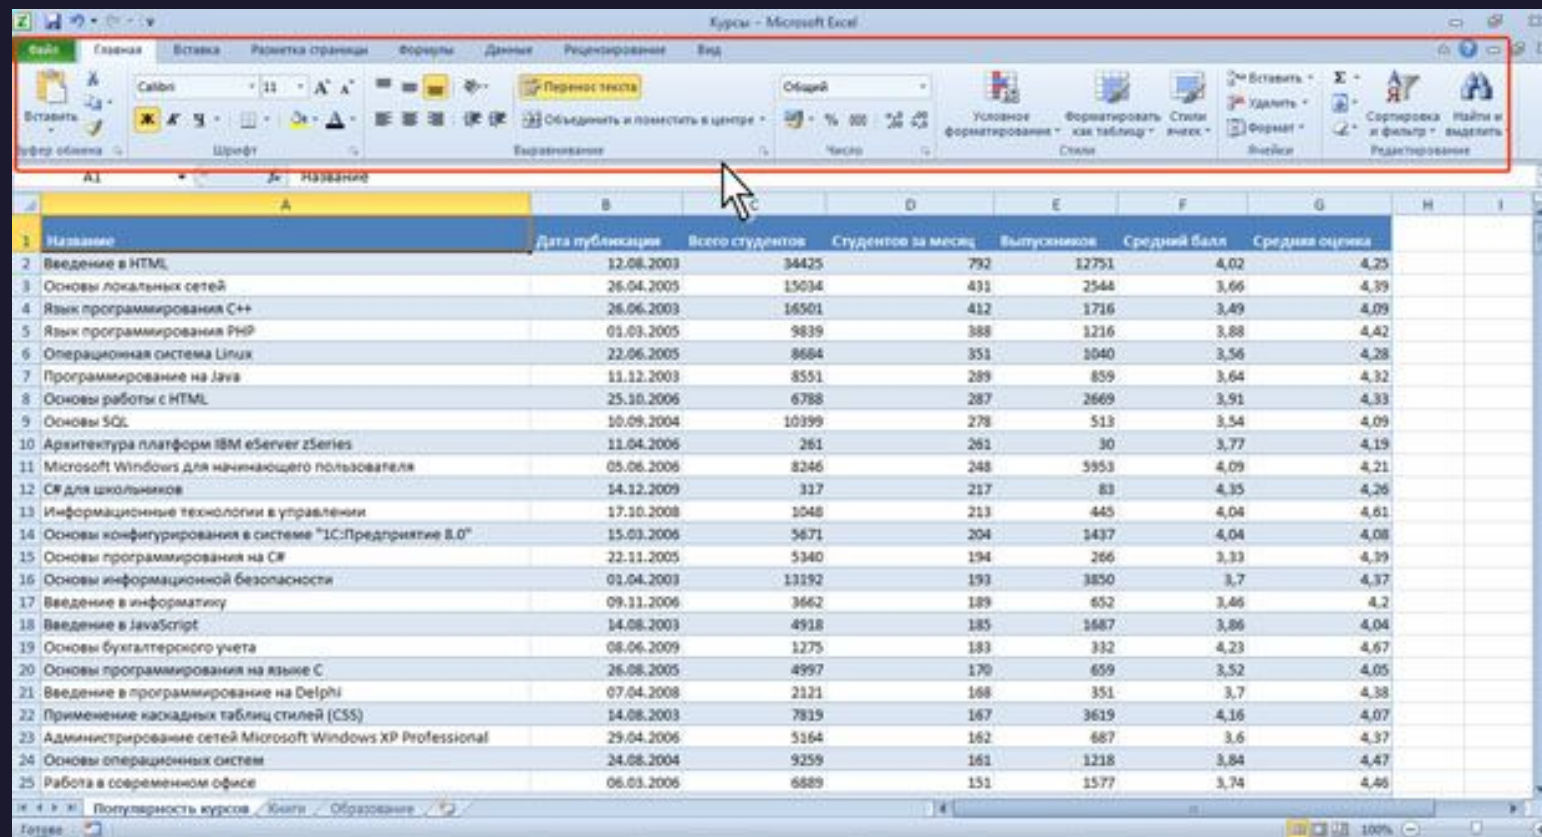 Курсы - Microsoft Excel
Файл Главная Вставка Разметка страницы Формулы Данные Рецензирование Вид
Вставить
Calibri 11 А А
Ж К Ч А
Перенос текста
Объединить и поместить в центре
Общий
% 000
Условное форматирование
Форматировать как таблицу
Стили ячеек
Вставить
Удалить
Формат
Σ
Сортировка и фильтр
Найти и выделить
Буфер обмена Шрифт Выравнивание Число Стили Ячейки Редактирование
A1 fx Название
A B C D E F G H I
1 Название Дата публикации Всего студентов Студентов за месяц Выпускников Средний балл Средняя оценка
2 Введение в HTML 12.08.2003 34425 792 12751 4,02 4,25
3 Основы локальных сетей 26.04.2005 15034 431 2544 3,66 4,39
4 Язык программирования C++ 26.06.2003 16501 412 1716 3,49 4,09
5 Язык программирования PHP 01.03.2005 9839 388 1216 3,88 4,42
6 Операционная система Linux 22.06.2005 8684 351 1040 3,56 4,28
7 Программирование на Java 11.12.2003 8551 289 859 3,64 4,32
8 Основы работы с HTML 25.10.2006 6788 287 2669 3,91 4,33
9 Основы SQL 10.09.2004 10399 278 513 3,54 4,09
10 Архитектура платформ IBM eServer zSeries 11.04.2006 261 261 30 3,77 4,19
11 Microsoft Windows для начинающего пользователя 05.06.2006 8246 248 5953 4,09 4,21
12 C# для школьников 14.12.2009 317 217 83 4,35 4,26
13 Информационные технологии в управлении 17.10.2008 1048 213 445 4,04 4,61
14 Основы конфигурирования в системе "1С:Предприятие 8.0" 15.03.2006 5671 204 1437 4,04 4,08
15 Основы программирования на C# 22.11.2005 5340 194 266 3,33 4,39
16 Основы информационной безопасности 01.04.2003 13192 193 3850 3,7 4,37
17 Введение в информатику 09.11.2006 3662 189 652 3,46 4,2
18 Введение в JavaScript 14.08.2003 4918 185 1687 3,86 4,04
19 Основы бухгалтерского учета 08.06.2009 1275 183 332 4,23 4,67
20 Основы программирования на языке C 26.08.2005 4997 170 659 3,52 4,05
21 Введение в программирование на Delphi 07.04.2008 2121 168 351 3,7 4,38
22 Применение каскадных таблиц стилей (CSS) 14.08.2003 7819 167 3619 4,16 4,07
23 Администрирование сетей Microsoft Windows XP Professional 29.04.2006 5164 162 687 3,6 4,37
24 Основы операционных систем 24.08.2004 9259 161 1218 3,84 4,47
25 Работа в современном офисе 06.03.2006 6889 151 1577 3,74 4,46
Популярность курсов Книги Образование
Готово 100%